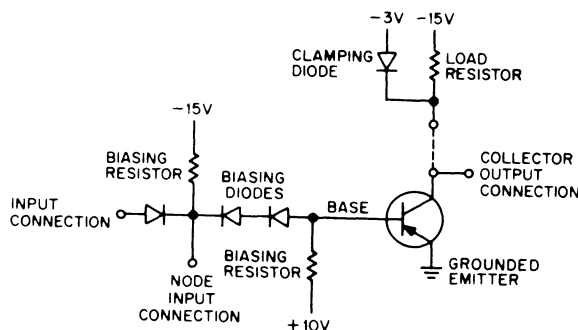 -3V
-15V
CLAMPING
DIODE
LOAD
RESISTOR
-15V
BIASING
RESISTOR
BIASING
DIODES
COLLECTOR
OUTPUT
CONNECTION
INPUT
CONNECTION
BASE
BIASING
RESISTOR
NODE
INPUT
CONNECTION
GROUNDED
EMITTER
+10V